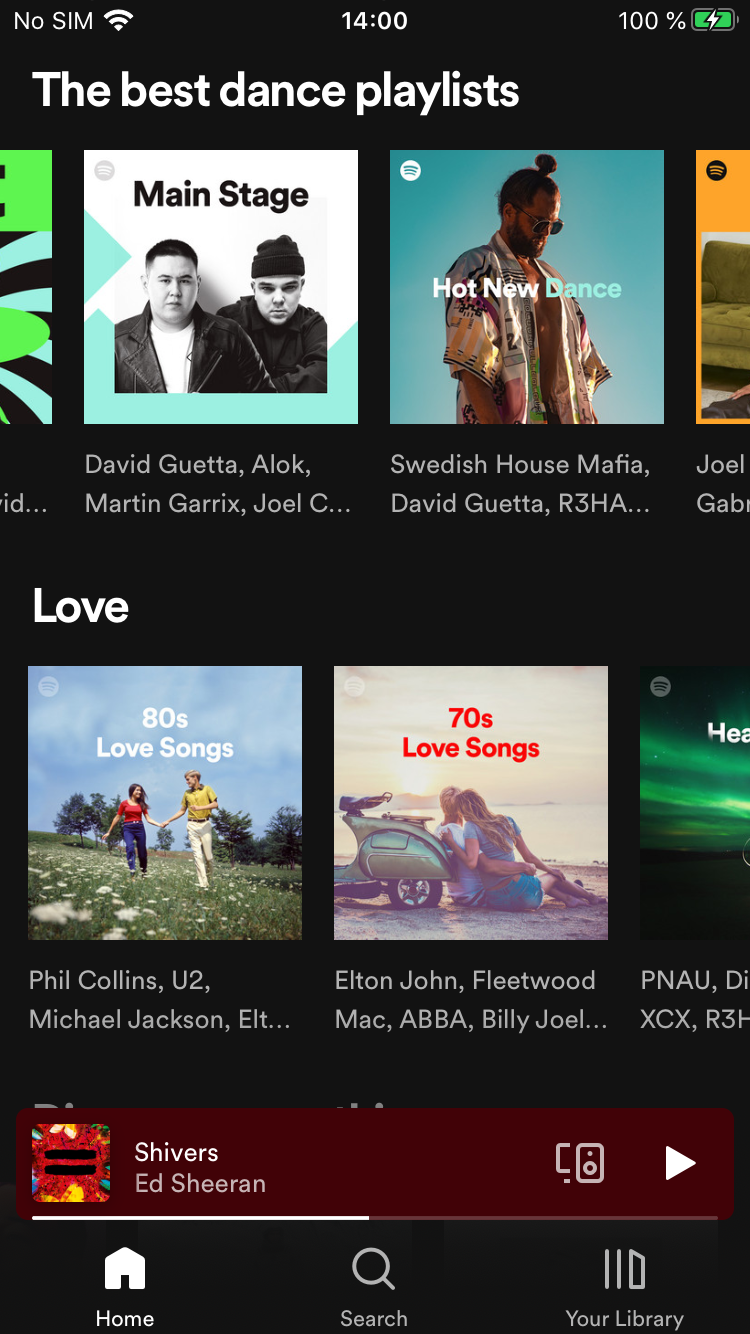 No SIM
14:00
100 %
The best dance playlists
Main Stage
Hot New Dance
vid...
David Guetta, Alok,
Martin Garrix, Joel C...
Swedish House Mafia,
David Guetta, R3HA...
Joel
Gabr
Love
80s
Love Songs
70s
Love Songs
Hea
Phil Collins, U2,
Michael Jackson, Elt...
Elton John, Fleetwood
Mac, ABBA, Billy Joel...
PNAU, Di
XCX, R3H
Shivers
Ed Sheeran
Home
Search
Your Library